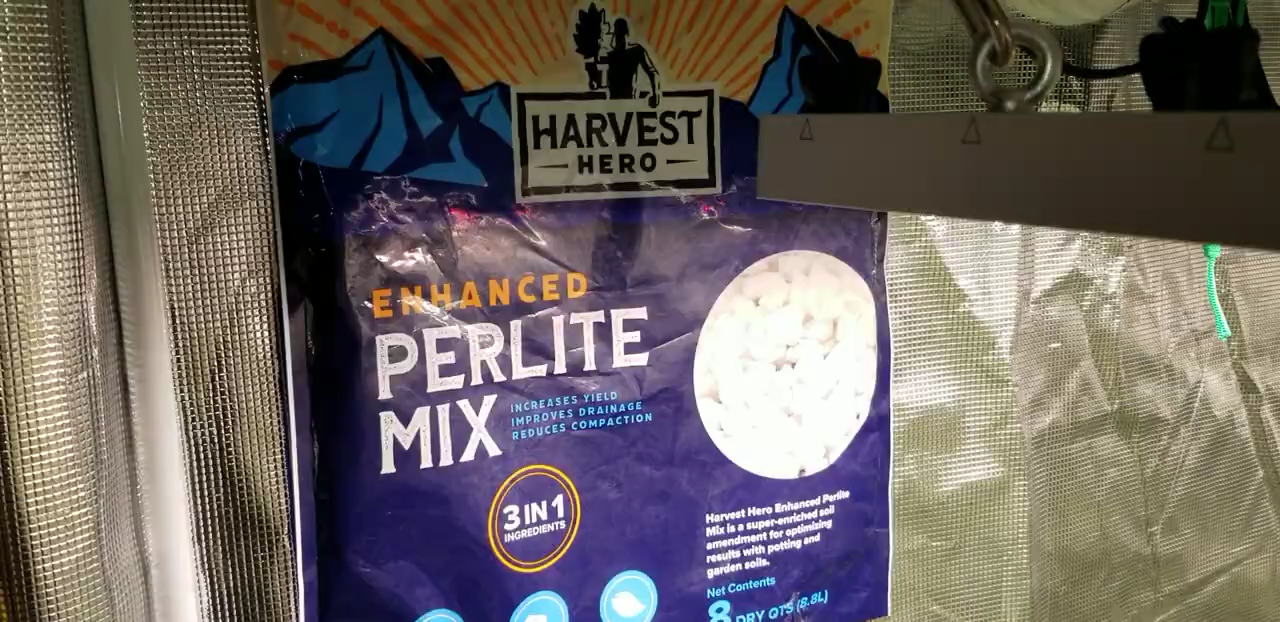 HARVEST
HERO
ENHANCED
PERLITE
MIX
INCREASES YIELD
IMPROVES DRAINAGE
REDUCES COMPACTION
3 IN 1
INGREDIENTS
Harvest Hero Enhanced Perlite
Mix is a super-enriched soil
amendment for optimizing
results with potting and
garden soils.
Net Contents
8 DRY QTS (8.8L)